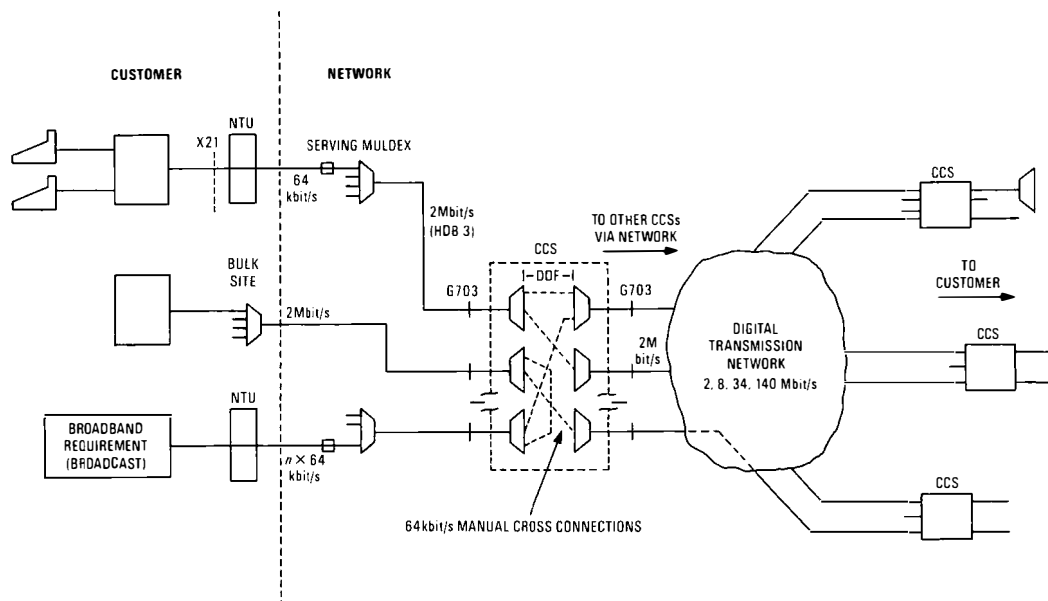 CUSTOMER
NETWORK
NTU
X21
SERVING MULDEX
64
kbit/s
2Mbit/s
(HDB 3)
TO OTHER CCSs
VIA NETWORK
CCS
DDF
G703
G703
CCS
BULK
SITE
2Mbit/s
2M
bit/s
DIGITAL
TRANSMISSION
NETWORK
2, 8, 34, 140 Mbit/s
TO
CUSTOMER
CCS
NTU
BROADBAND
REQUIREMENT
(BROADCAST)
n × 64
kbit/s
CCS
64kbit/s MANUAL CROSS CONNECTIONS